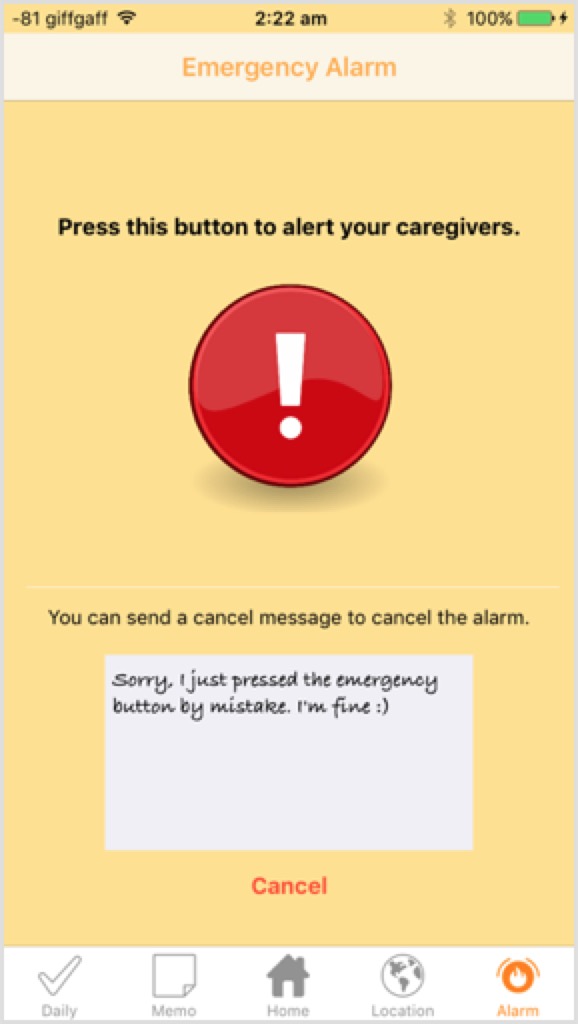 -81 giffgaff 2:22 am 100%
Emergency Alarm
Press this button to alert your caregivers.
!
You can send a cancel message to cancel the alarm.
Sorry, I just pressed the emergency
button by mistake. I'm fine :)
Cancel
Daily Memo Home Location Alarm